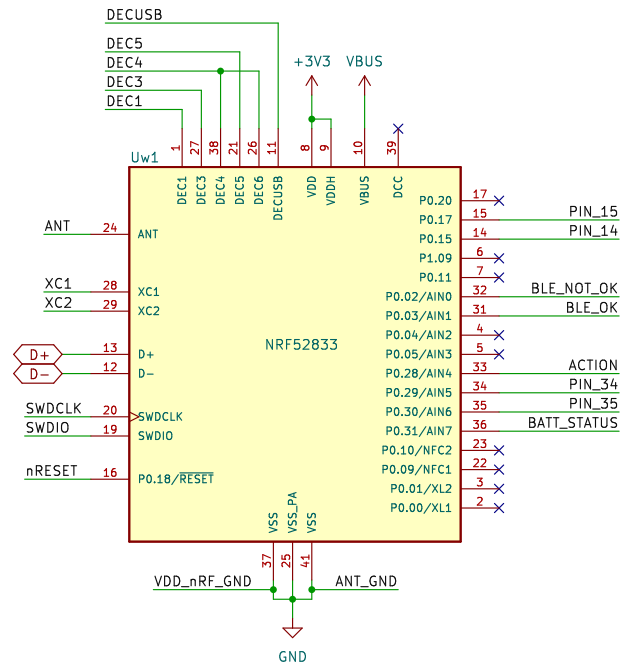 DECUSB
DEC5
DEC4
DEC3
DEC1
+3V3
VBUS
1
27
38
21
26
11
8
9
10
39
Uw1
DEC1
DEC3
DEC4
DEC5
DEC6
DECUSB
VDD
VDDH
VBUS
DCC
ANT 24 ANT
XC1 28 XC1
XC2 29 XC2
D+ 13 D+
D- 12 D-
SWDCLK 20 SWDCLK
SWDIO 19 SWDIO
nRESET 16 P0.18/RESET
NRF52833
P0.20 17
P0.17 15 PIN_15
P0.15 14 PIN_14
P1.09 6
P0.11 7
P0.02/AIN0 32 BLE_NOT_OK
P0.03/AIN1 31 BLE_OK
P0.04/AIN2 4
P0.05/AIN3 5
P0.28/AIN4 33 ACTION
P0.29/AIN5 34 PIN_34
P0.30/AIN6 35 PIN_35
P0.31/AIN7 36 BATT_STATUS
P0.10/NFC2 23
P0.09/NFC1 22
P0.01/XL2 3
P0.00/XL1 2
VSS
VSS_PA
VSS
37
25
41
VDD_nRF_GND
ANT_GND
GND